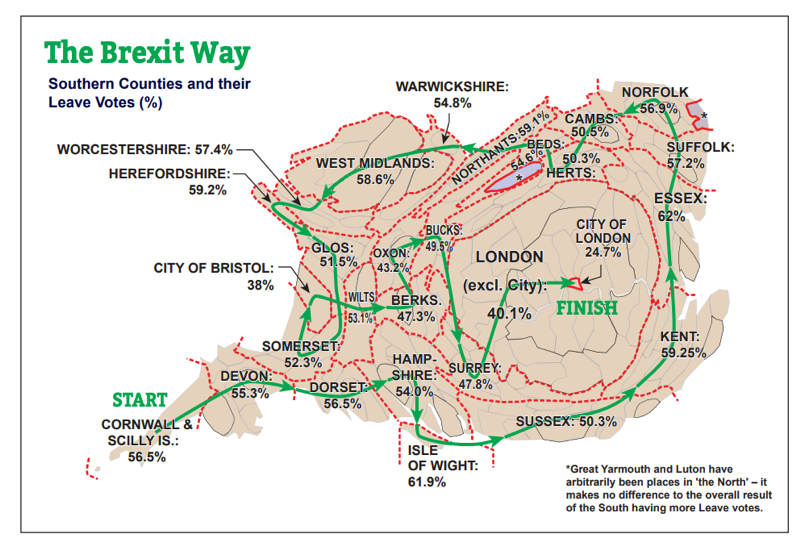 The Brexit Way
Southern Counties and their
Leave Votes (%)
WARWICKSHIRE:
54.8%
NORFOLK
56.9%
*
CAMBS:
50.5%
NORTHANTS:59.1%
BEDS:
54.6%
*
50.3%
HERTS:
SUFFOLK:
57.2%
WORCESTERSHIRE: 57.4%
WEST MIDLANDS:
58.6%
HEREFORDSHIRE:
59.2%
ESSEX:
62%
BUCKS:
49.5%
CITY OF
LONDON
24.7%
GLOS:
51.5%
OXON:
43.2%
LONDON
(excl. City):
40.1%
CITY OF BRISTOL:
38%
WILTS
53.1%
BERKS.
47.3%
FINISH
KENT:
59.25%
SOMERSET:
52.3%
HAMP-
SHIRE:
54.0%
SURREY:
47.8%
DEVON:
55.3%
DORSET:
56.5%
START
CORNWALL &
SCILLY IS.:
56.5%
SUSSEX: 50.3%
ISLE
OF WIGHT:
61.9%
*Great Yarmouth and Luton have
arbitrarily been places in 'the North' – it
makes no difference to the overall result
of the South having more Leave votes.